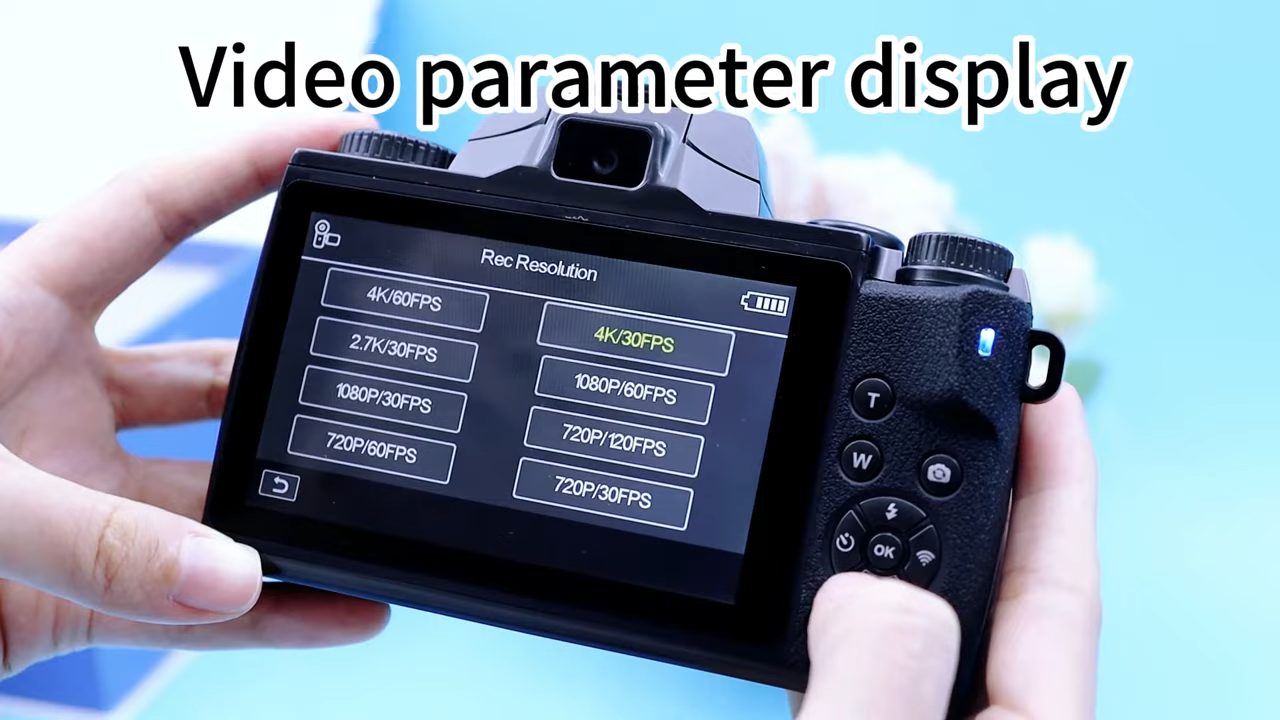 Video parameter display
Rec Resolution
4K/60FPS
4K/30FPS
2.7K/30FPS
1080P/60FPS
1080P/30FPS
720P/120FPS
720P/60FPS
720P/30FPS
T
W
OK